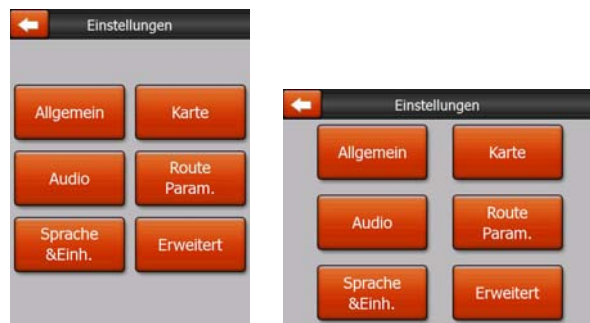 Einstellungen
Allgemein
Karte
Audio
Route
Param.
Sprache
&Einh.
Erweitert
Einstellungen
Allgemein
Karte
Audio
Route
Param.
Sprache
&Einh.
Erweitert